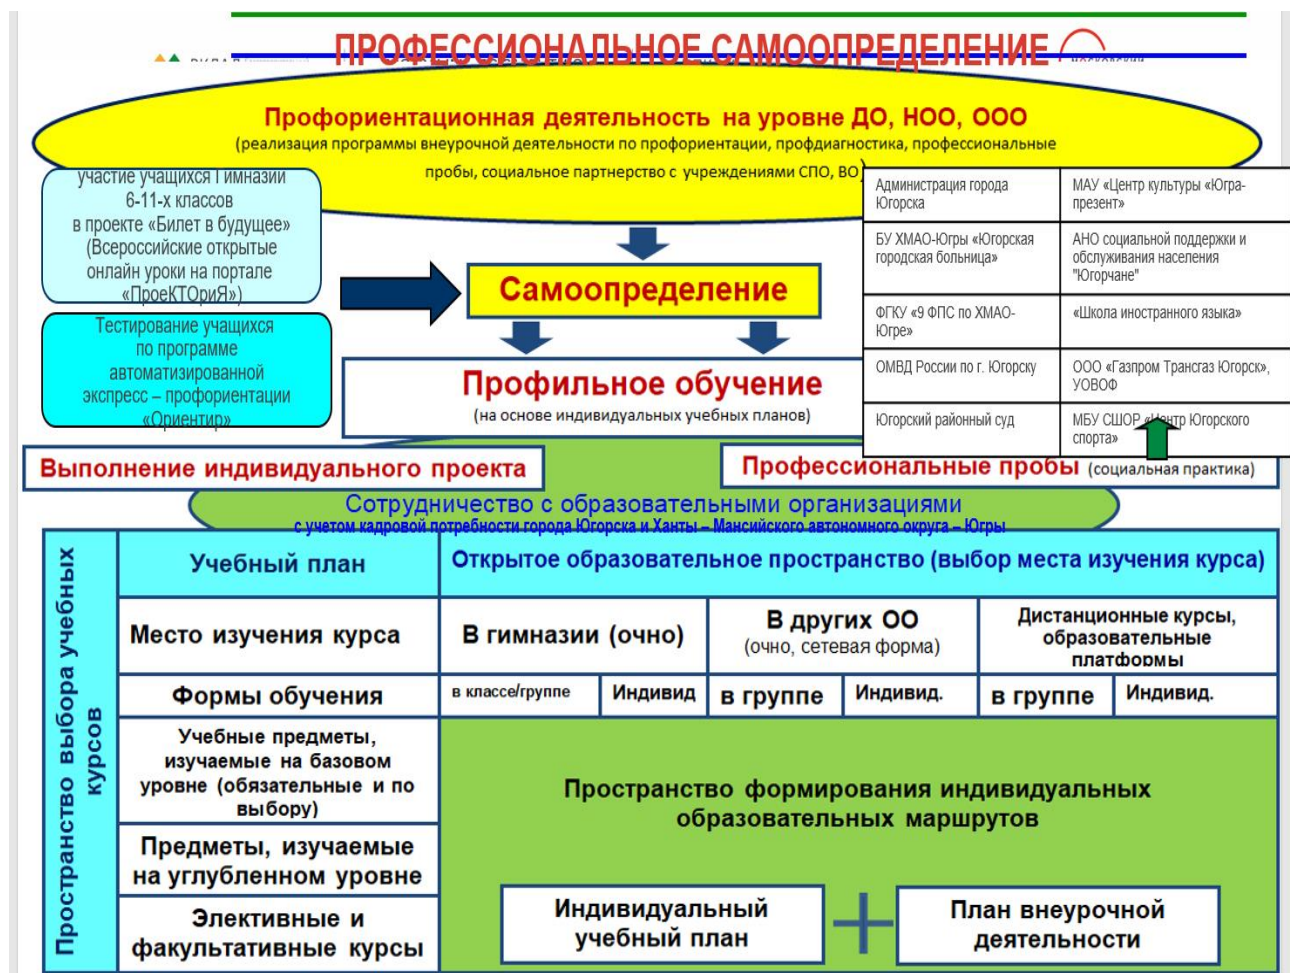 ПРОФЕССИОНАЛЬНОЕ САМООПРЕДЕЛЕНИЕ
Профориентационная деятельность на уровне ДО, НОО, ООО
(реализация программы внеурочной деятельности по профориентации, профдиагностика, профессиональные
пробы, социальное партнерство с учреждениями СПО, ВО)
участие учащихся Гимназии
6-11-х классов
в проекте «Билет в будущее»
(Всероссийские открытые
онлайн уроки на портале
«ПроеКТОриЯ»)
Тестирование учащихся
по программе
автоматизированной
экспресс – профориентации
«Ориентир»
Самоопределение
Профильное обучение
(на основе индивидуальных учебных планов)
Администрация города
Югорска
МАУ «Центр культуры «Югра-
презент»
БУ ХМАО-Югры «Югорская
городская больница»
АНО социальной поддержки и
обслуживания населения
"Югорчане"
ФГКУ «9 ФПС по ХМАО-
Югре»
«Школа иностранного языка»
ОМВД России по г. Югорску
ООО «Газпром Трансгаз Югорск»,
УОВОФ
Югорский районный суд
МБУ СШОР «Центр Югорского
спорта»
Выполнение индивидуального проекта
Профессиональные пробы (социальная практика)
Сотрудничество с образовательными организациями
с учетом кадровой потребности города Югорска и Ханты – Мансийского автономного округа – Югры
Пространство выбора учебных
курсов
Учебный план
Открытое образовательное пространство (выбор места изучения курса)
Место изучения курса
В гимназии (очно)
В других ОО
(очно, сетевая форма)
Дистанционные курсы,
образовательные
платформы
Формы обучения
в классе/группе
Индивид
в группе
Индивид.
в группе
Индивид.
Учебные предметы,
изучаемые на базовом
уровне (обязательные и по
выбору)
Предметы, изучаемые
на углубленном уровне
Элективные и
факультативные курсы
Пространство формирования индивидуальных
образовательных маршрутов
Индивидуальный
учебный план
План внеурочной
деятельности